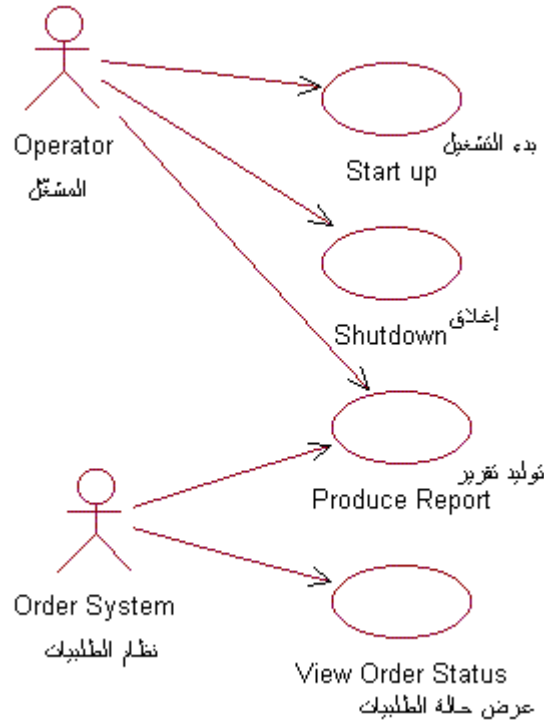 Operator
المشغّل
بدء التشغيل
Start up
إغلاق
Shutdown
توليد تقرير
Produce Report
Order System
نظام الطلبيات
View Order Status
عرض حالة الطلبيات